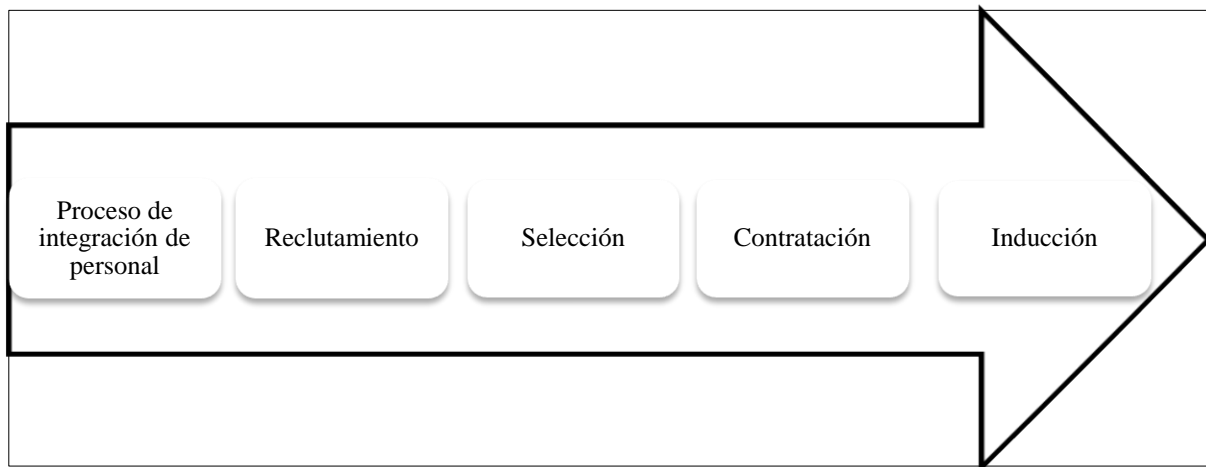 Proceso de
integración de
personal
Reclutamiento
Selección
Contratación
Inducción